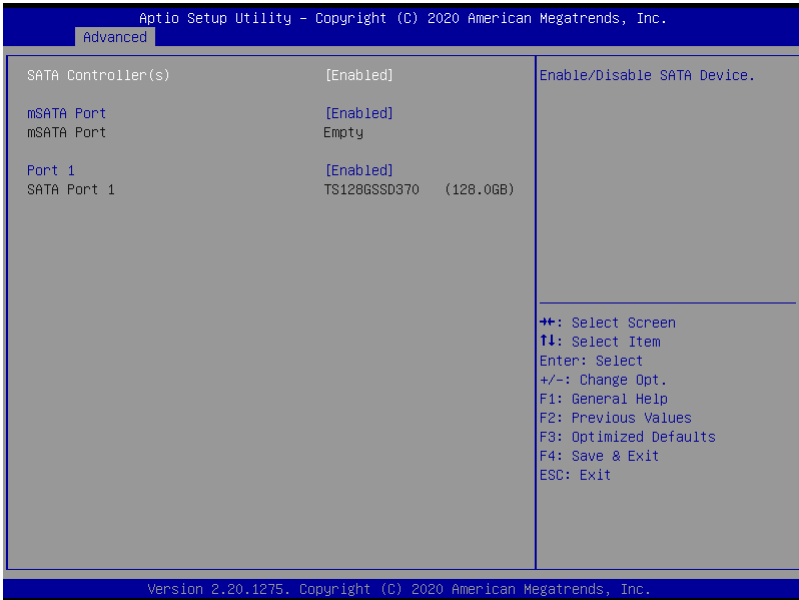 Aptio Setup Utility – Copyright (C) 2020 American Megatrends, Inc.
Advanced
SATA Controller(s) [Enabled]
mSATA Port [Enabled]
mSATA Port Empty
Port 1 [Enabled]
SATA Port 1 TS128GSSD370 (128.0GB)
Enable/Disable SATA Device.
→←: Select Screen
↑↓: Select Item
Enter: Select
+/-: Change Opt.
F1: General Help
F2: Previous Values
F3: Optimized Defaults
F4: Save & Exit
ESC: Exit
Version 2.20.1275. Copyright (C) 2020 American Megatrends, Inc.